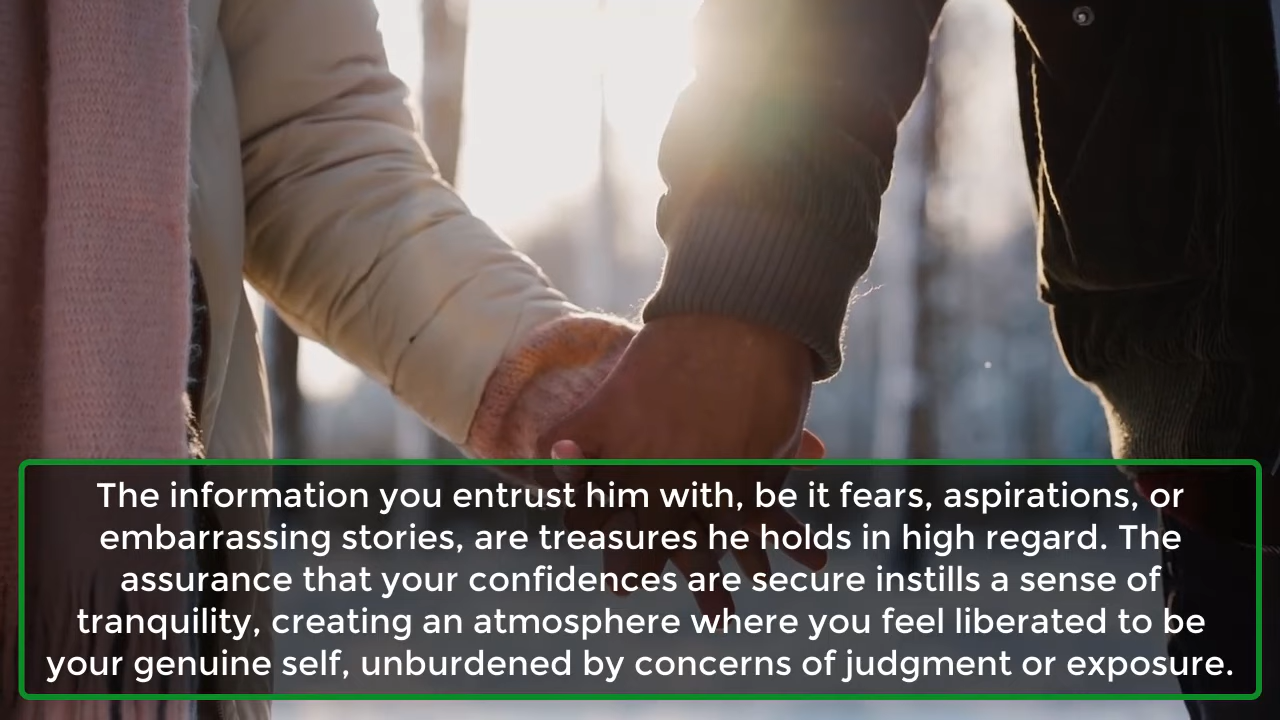 The information you entrust him with, be it fears, aspirations, or
embarrassing stories, are treasures he holds in high regard. The
assurance that your confidences are secure instills a sense of
tranquility, creating an atmosphere where you feel liberated to be
your genuine self, unburdened by concerns of judgment or exposure.